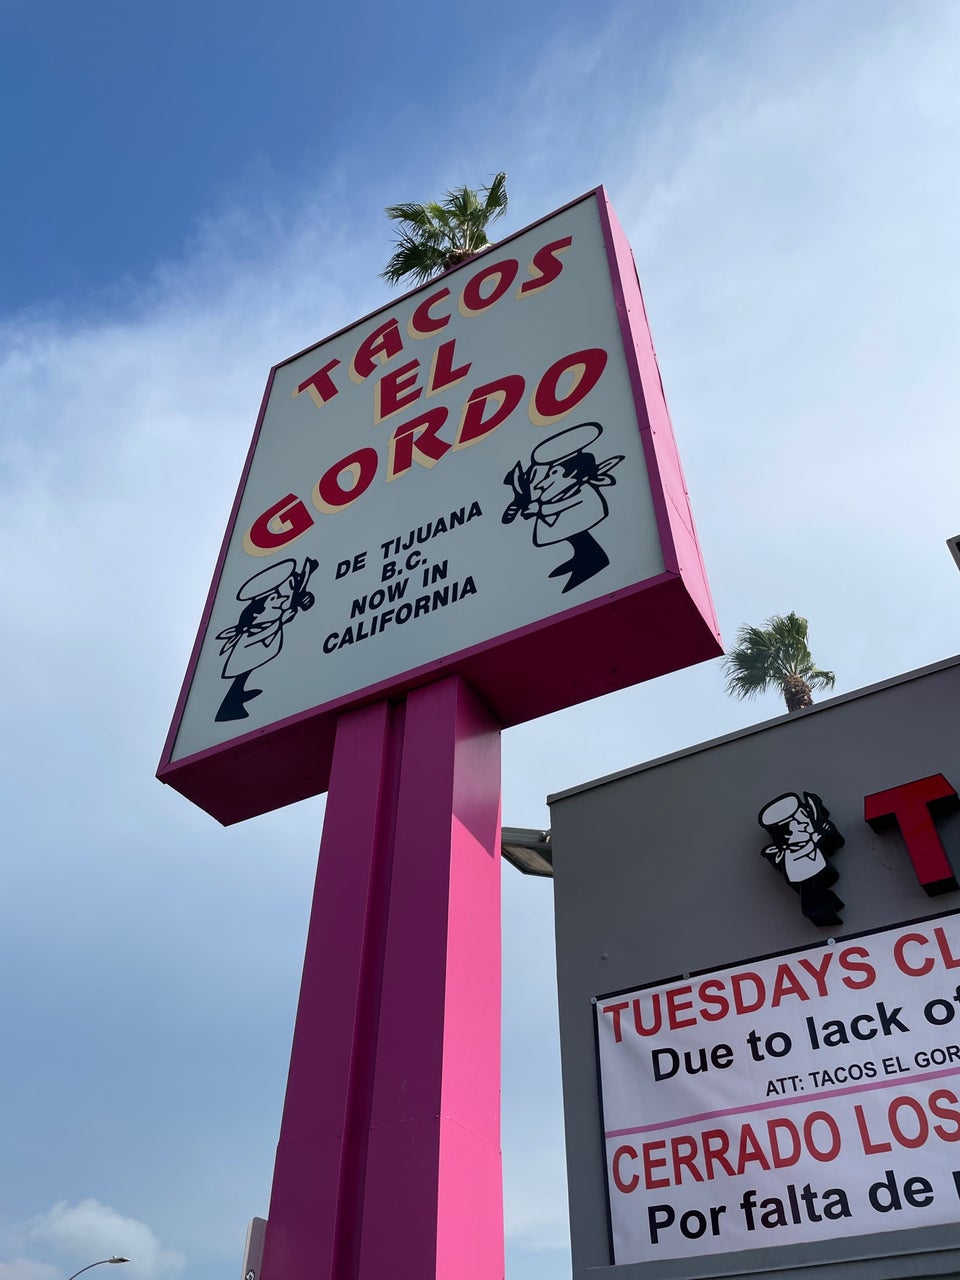 TACOS
EL
GORDO
DE TIJUANA
B.C.
NOW IN
CALIFORNIA
T
TUESDAYS CL
Due to lack of
ATT: TACOS EL GOR
CERRADO LOS
Por falta de